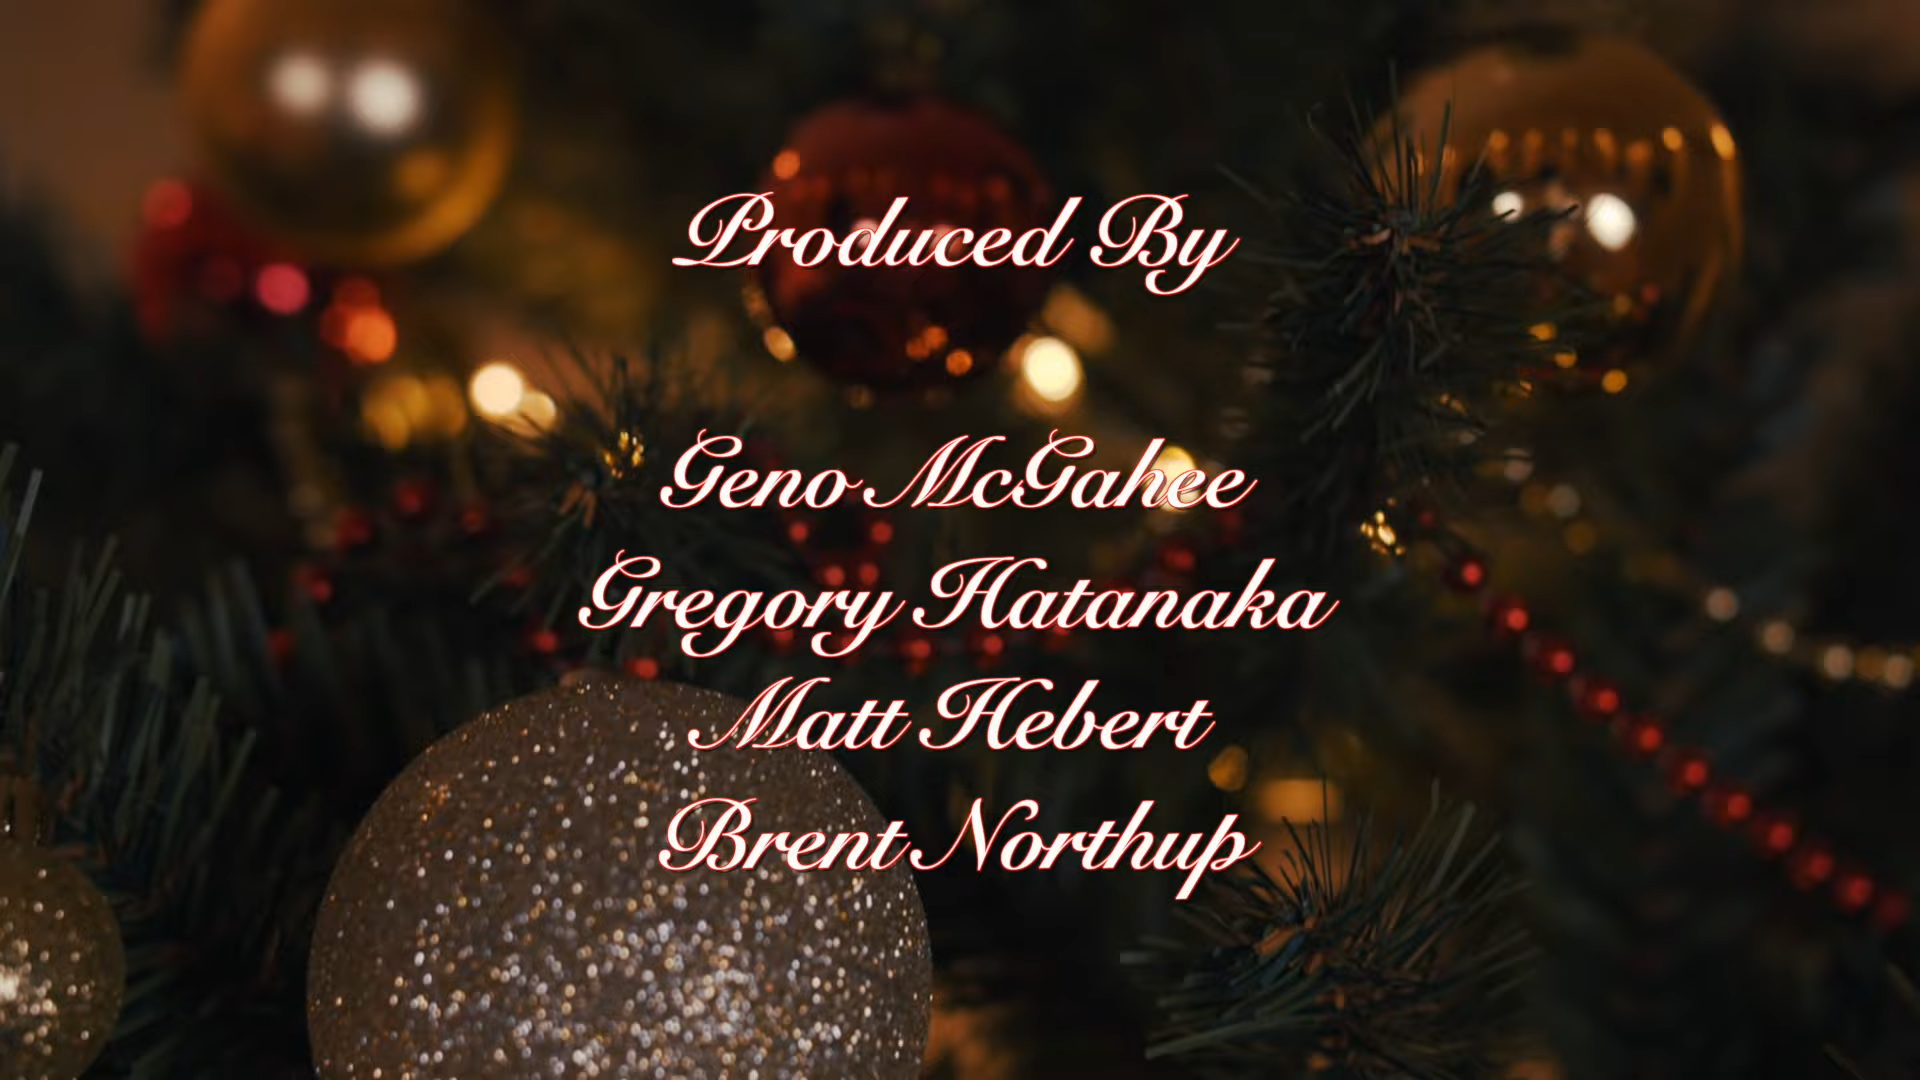 Produced By
Geno McGahee
Gregory Hatanaka
Matt Hebert
Brent Northup